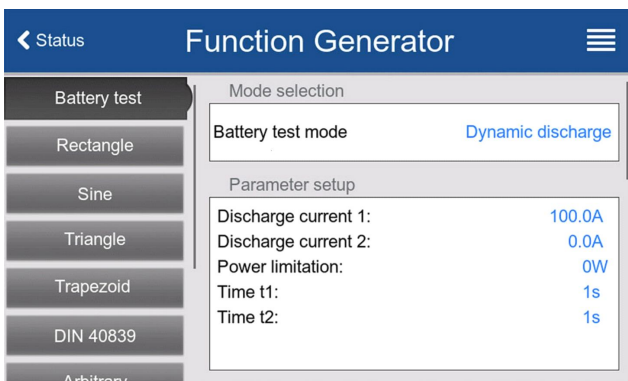 Status
Function Generator
Battery test
Rectangle
Sine
Triangle
Trapezoid
DIN 40839
Arbitrary
Mode selection
Battery test mode Dynamic discharge
Parameter setup
Discharge current 1: 100.0A
Discharge current 2: 0.0A
Power limitation: 0W
Time t1: 1s
Time t2: 1s